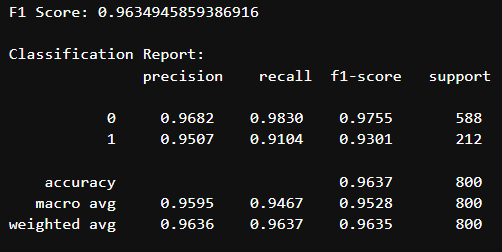 F1 Score: 0.9634945859386916
Classification Report:
precision recall f1-score support
0 0.9682 0.9830 0.9755 588
1 0.9507 0.9104 0.9301 212
accuracy 0.9637 800
macro avg 0.9595 0.9467 0.9528 800
weighted avg 0.9636 0.9637 0.9635 800